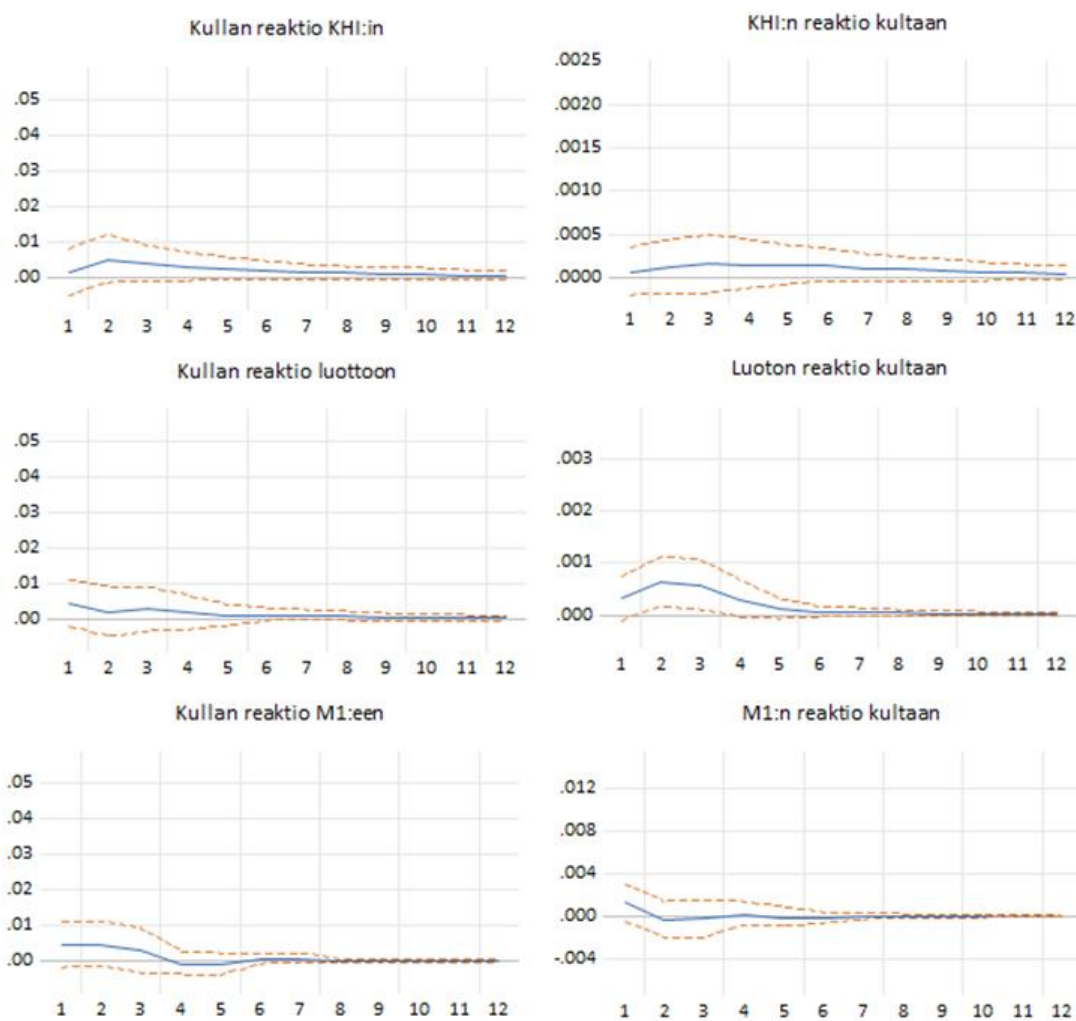 Kullan reaktio KHI:in
.05
.04
.03
.02
.01
.00
1 2 3 4 5 6 7 8 9 10 11 12
KHI:n reaktio kultaan
.0025
.0020
.0015
.0010
.0005
.0000
1 2 3 4 5 6 7 8 9 10 11 12
Kullan reaktio luottoon
.05
.04
.03
.02
.01
.00
1 2 3 4 5 6 7 8 9 10 11 12
Luoton reaktio kultaan
.003
.001
.000
1 2 3 4 5 6 7 8 9 10 11 12
Kullan reaktio M1:een
.05
.04
.03
.02
.01
.00
1 2 3 4 5 6 7 8 9 10 11 12
M1:n reaktio kultaan
.012
.008
.004
.000
-.004
1 2 3 4 5 6 7 8 9 10 11 12